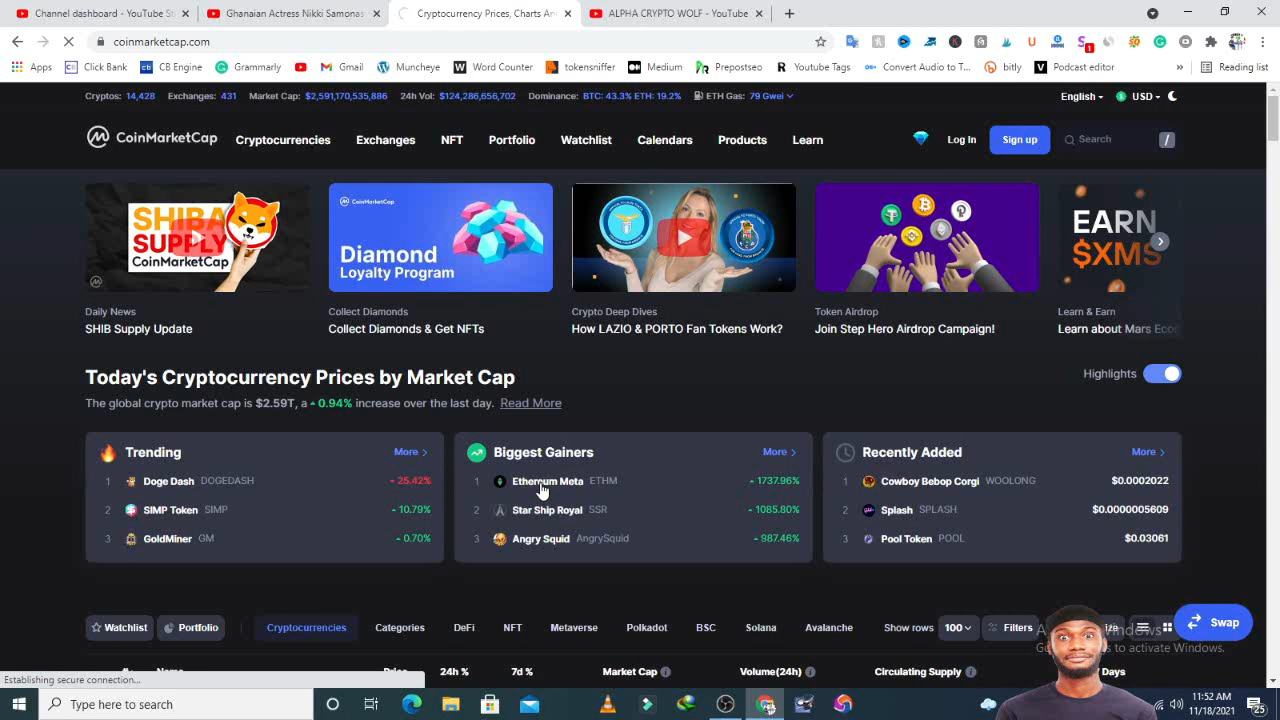 Channel dashboard - YouTube St
Ghanaian Actress Nikki Samonas
Cryptocurrency Prices, Charts An
ALPHA CRYPTO WOLF - YouTube
coinmarketcap.com
Apps
Click Bank
CB Engine
Grammarly
Gmail
Muncheye
Word Counter
tokensniffer
Medium
Prepostseo
Youtube Tags
Convert Audio to T...
bitly
Podcast editor
Reading list
Cryptos: 14,428 Exchanges: 431 Market Cap: $2,591,170,535,886 24h Vol: $124,286,656,702 Dominance: BTC: 43.3% ETH: 19.2% ETH Gas: 79 Gwei
English USD
CoinMarketCap
Cryptocurrencies Exchanges NFT Portfolio Watchlist Calendars Products Learn
Log In Sign up Search /
SHIBA
SUPPLY
CoinMarketCap
CoinMarketCap
Diamond
Loyalty Program
EARN
$XMS
Daily News
SHIB Supply Update
Collect Diamonds
Collect Diamonds & Get NFTs
Crypto Deep Dives
How LAZIO & PORTO Fan Tokens Work?
Token Airdrop
Join Step Hero Airdrop Campaign!
Learn & Earn
Learn about Mars Eco
Today's Cryptocurrency Prices by Market Cap
Highlights
The global crypto market cap is $2.59T, a 0.94% increase over the last day. Read More
Trending More
1 Doge Dash DOGEDASH 25.42%
2 SIMP Token SIMP 10.79%
3 GoldMiner GM 0.70%
Biggest Gainers More
1 Ethereum Meta ETHM 1737.96%
2 Star Ship Royal SSR 1085.80%
3 Angry Squid AngrySquid 987.46%
Recently Added More
1 Cowboy Bebop Corgi WOOLONG $0.0002022
2 Splash SPLASH $0.0000005609
3 Pool Token POOL $0.03061
Watchlist Portfolio Cryptocurrencies Categories DeFi NFT Metaverse Polkadot BSC Solana Avalanche Show rows 100 Filters
Swap
Name Price 24h % 7d % Market Cap Volume(24h) Circulating Supply Days
to activate Windows.
Establishing secure connection...
Type here to search
11:52 AM
11/18/2021
25